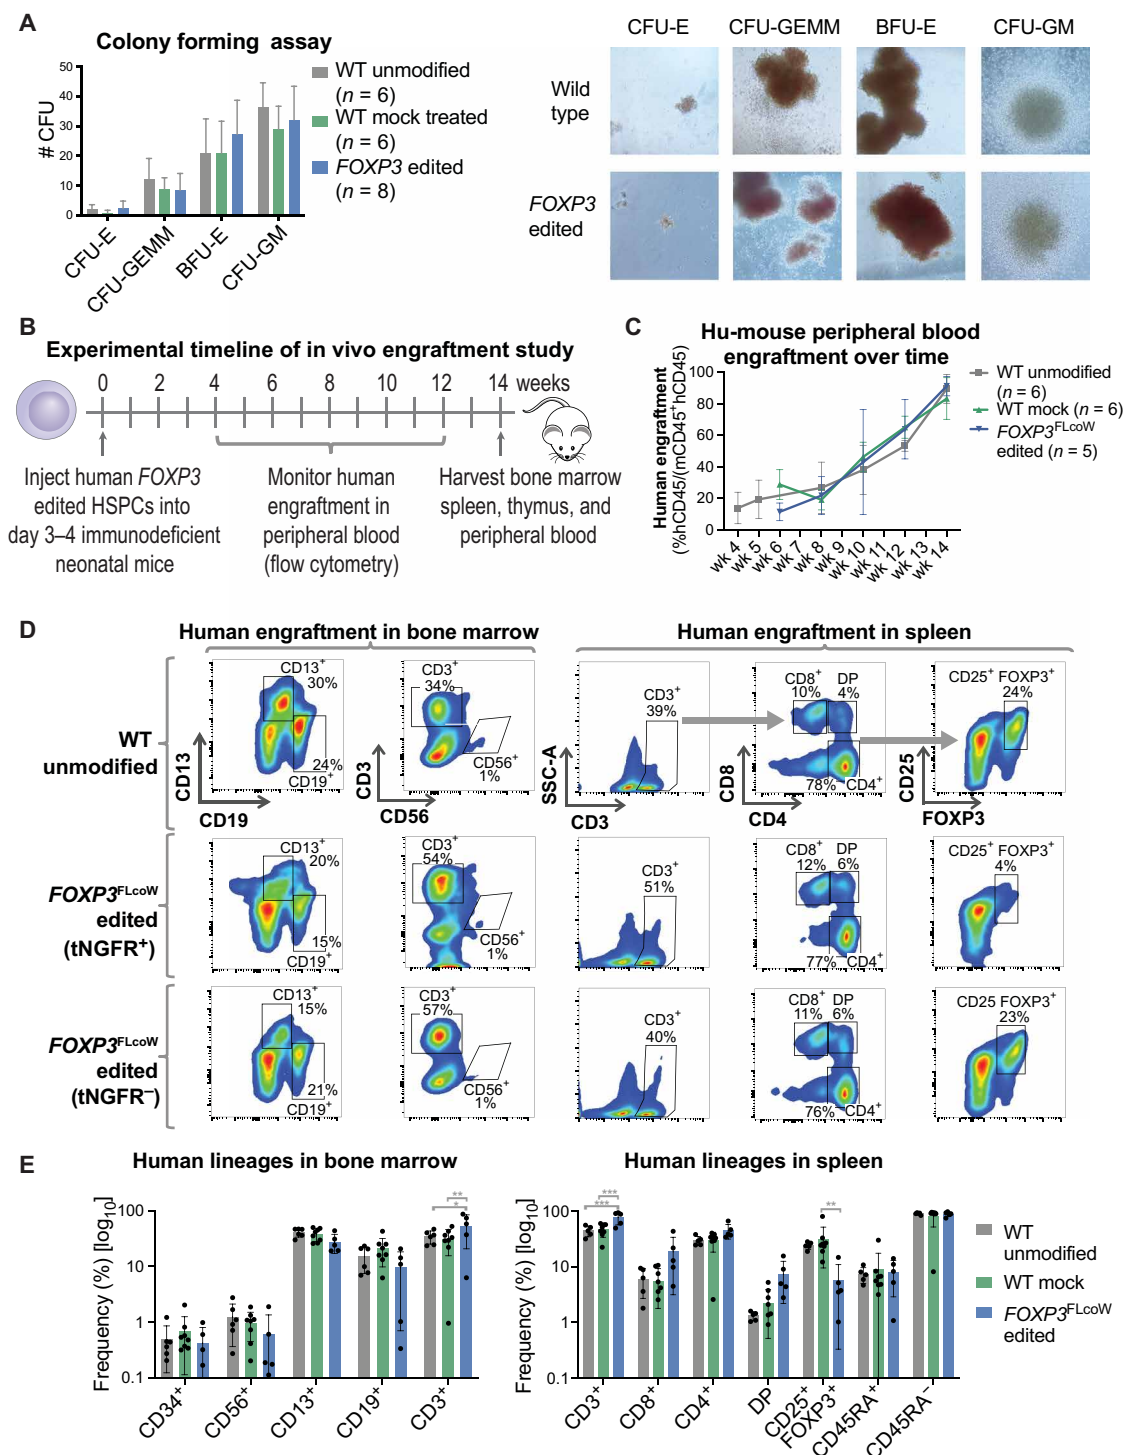 A
Colony forming assay
# CFU
50
40
30
20
10
0
CFU-E
CFU-GEMM
BFU-E
CFU-GM
WT unmodified
(n = 6)
WT mock treated
(n = 6)
FOXP3 edited
(n = 8)
CFU-E CFU-GEMM BFU-E CFU-GM
Wild
type
FOXP3
edited
B
Experimental timeline of in vivo engraftment study
0 2 4 6 8 10 12 14 weeks
Inject human FOXP3
edited HSPCs into
day 3–4 immunodeficient
neonatal mice
Monitor human
engraftment in
peripheral blood
(flow cytometry)
Harvest bone marrow
spleen, thymus, and
peripheral blood
C
Hu-mouse peripheral blood
engraftment over time
Human engraftment
(%hCD45/(mCD45⁺hCD45)
100
80
60
40
20
0
wk 4
wk 5
wk 6
wk 7
wk 8
wk 9
wk 10
wk 11
wk 12
wk 13
wk 14
WT unmodified
(n = 6)
WT mock (n = 6)
FOXP3ᶠᴸᶜᵒᵂ
edited (n = 5)
D
Human engraftment in bone marrow
Human engraftment in spleen
WT
unmodified
CD13⁺
30%
24%
CD19⁺
CD13
CD19
CD3⁺
34%
CD56⁺
1%
CD3
CD56
CD3⁺
39%
SSC-A
CD3
CD8⁺
10%
DP
4%
78%
CD4⁺
CD8
CD4
CD25⁺ FOXP3⁺
24%
CD25
FOXP3
FOXP3ᶠᴸᶜᵒᵂ
edited
(tNGFR⁺)
CD13⁺
20%
15%
CD19⁺
CD3⁺
54%
CD56⁺
1%
CD3⁺
51%
CD8⁺
12%
DP
6%
77%
CD4⁺
CD25⁺ FOXP3⁺
4%
FOXP3ᶠᴸᶜᵒᵂ
edited
(tNGFR⁻)
CD13⁺
15%
21%
CD19⁺
CD3⁺
57%
CD56⁺
1%
CD3⁺
40%
CD8⁺
11%
DP
6%
76%
CD4⁺
CD25 FOXP3⁺
23%
E
Human lineages in bone marrow
Frequency (%) [log₁₀]
100
10
1
0.1
**
*
CD34⁺
CD56⁺
CD13⁺
CD19⁺
CD3⁺
Human lineages in spleen
Frequency (%) [log₁₀]
100
10
1
0.1
***
***
**
CD3⁺
CD8⁺
CD4⁺
DP
CD25⁺
FOXP3⁺
CD45RA⁺
CD45RA⁻
WT
unmodified
WT mock
FOXP3ᶠᴸᶜᵒᵂ
edited